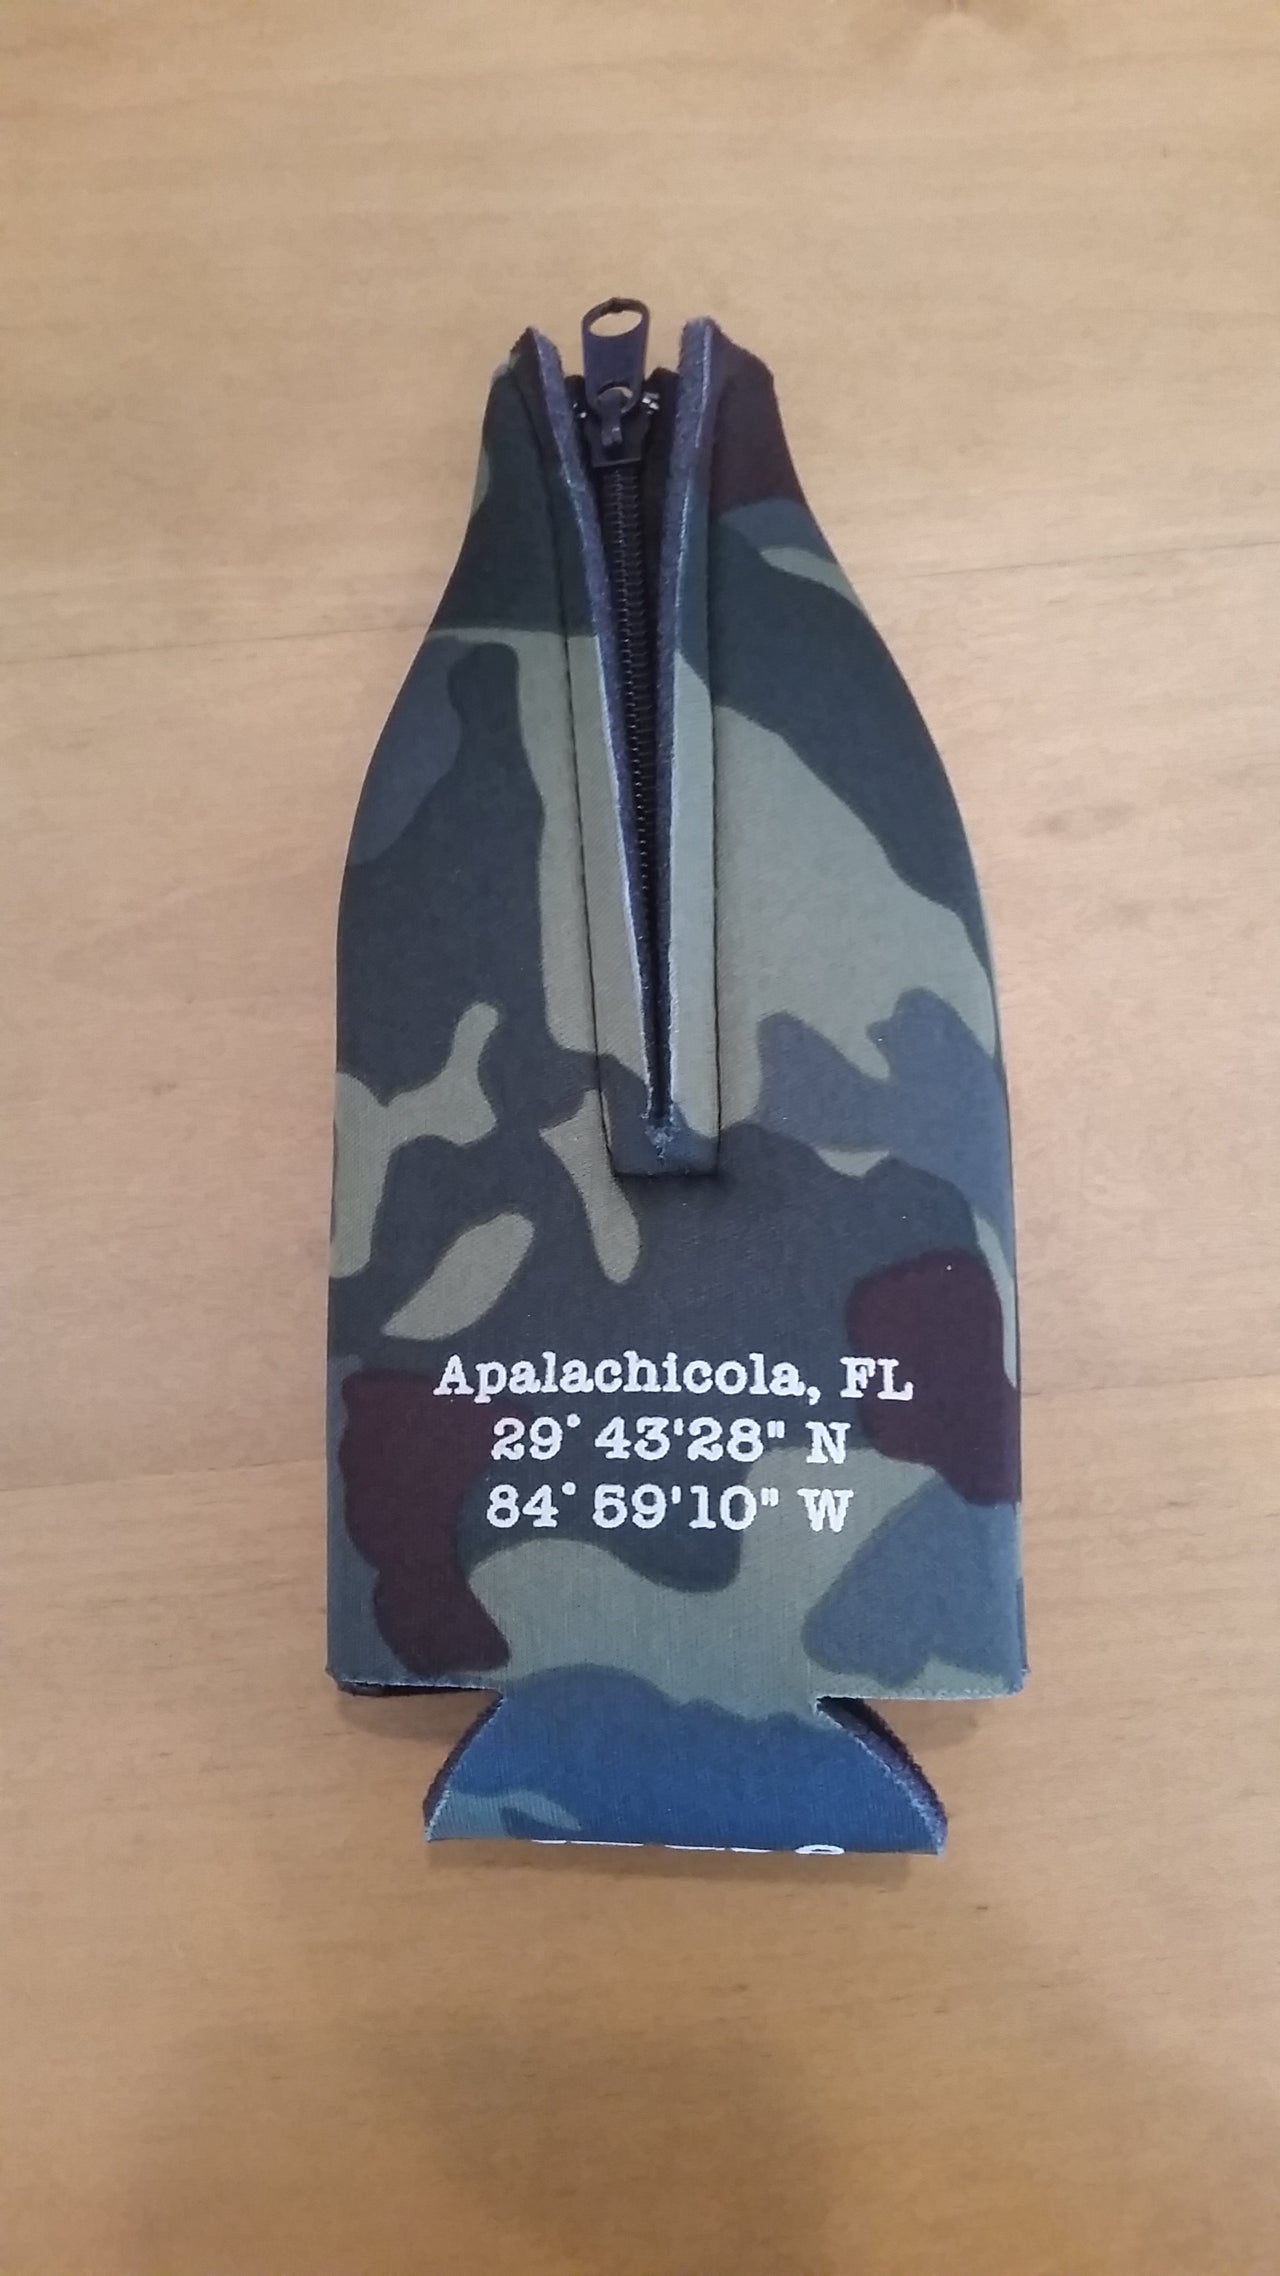 Apalachicola, FL
29° 43'28" N
84° 59'10" W